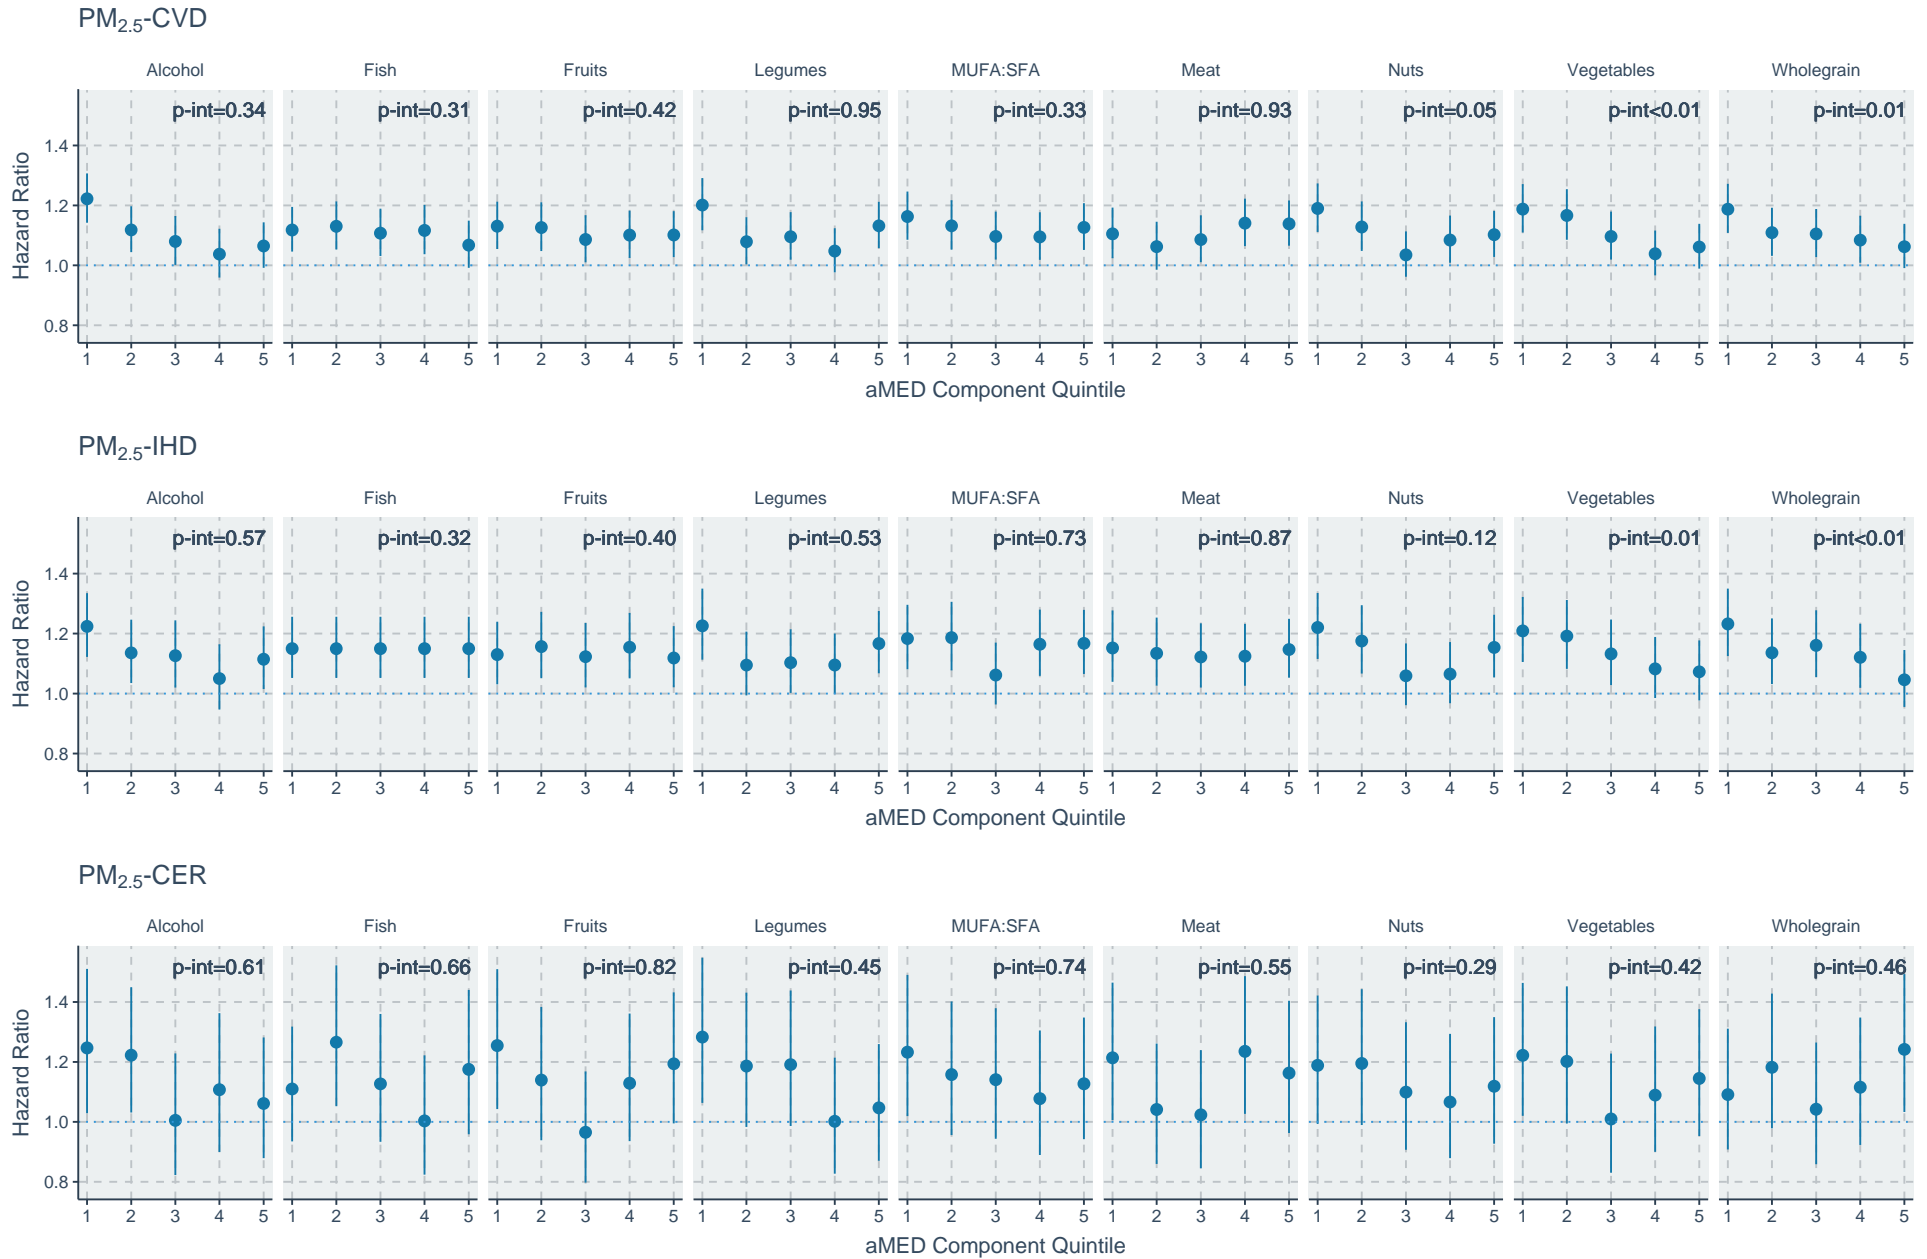 PM2.5-CVD
Alcohol Fish Fruits Legumes MUFA:SFA Meat Nuts Vegetables Wholegrain
p-int=0.34 p-int=0.31 p-int=0.42 p-int=0.95 p-int=0.33 p-int=0.93 p-int=0.05 p-int<0.01 p-int=0.01
1.4
1.2
1.0
0.8
Hazard Ratio
1 2 3 4 5 1 2 3 4 5 1 2 3 4 5 1 2 3 4 5 1 2 3 4 5 1 2 3 4 5 1 2 3 4 5 1 2 3 4 5 1 2 3 4 5
aMED Component Quintile
PM2.5-IHD
Alcohol Fish Fruits Legumes MUFA:SFA Meat Nuts Vegetables Wholegrain
p-int=0.57 p-int=0.32 p-int=0.40 p-int=0.53 p-int=0.73 p-int=0.87 p-int=0.12 p-int=0.01 p-int<0.01
1.4
1.2
1.0
0.8
Hazard Ratio
1 2 3 4 5 1 2 3 4 5 1 2 3 4 5 1 2 3 4 5 1 2 3 4 5 1 2 3 4 5 1 2 3 4 5 1 2 3 4 5 1 2 3 4 5
aMED Component Quintile
PM2.5-CER
Alcohol Fish Fruits Legumes MUFA:SFA Meat Nuts Vegetables Wholegrain
p-int=0.61 p-int=0.66 p-int=0.82 p-int=0.45 p-int=0.74 p-int=0.55 p-int=0.29 p-int=0.42 p-int=0.46
1.4
1.2
1.0
0.8
Hazard Ratio
1 2 3 4 5 1 2 3 4 5 1 2 3 4 5 1 2 3 4 5 1 2 3 4 5 1 2 3 4 5 1 2 3 4 5 1 2 3 4 5 1 2 3 4 5
aMED Component Quintile